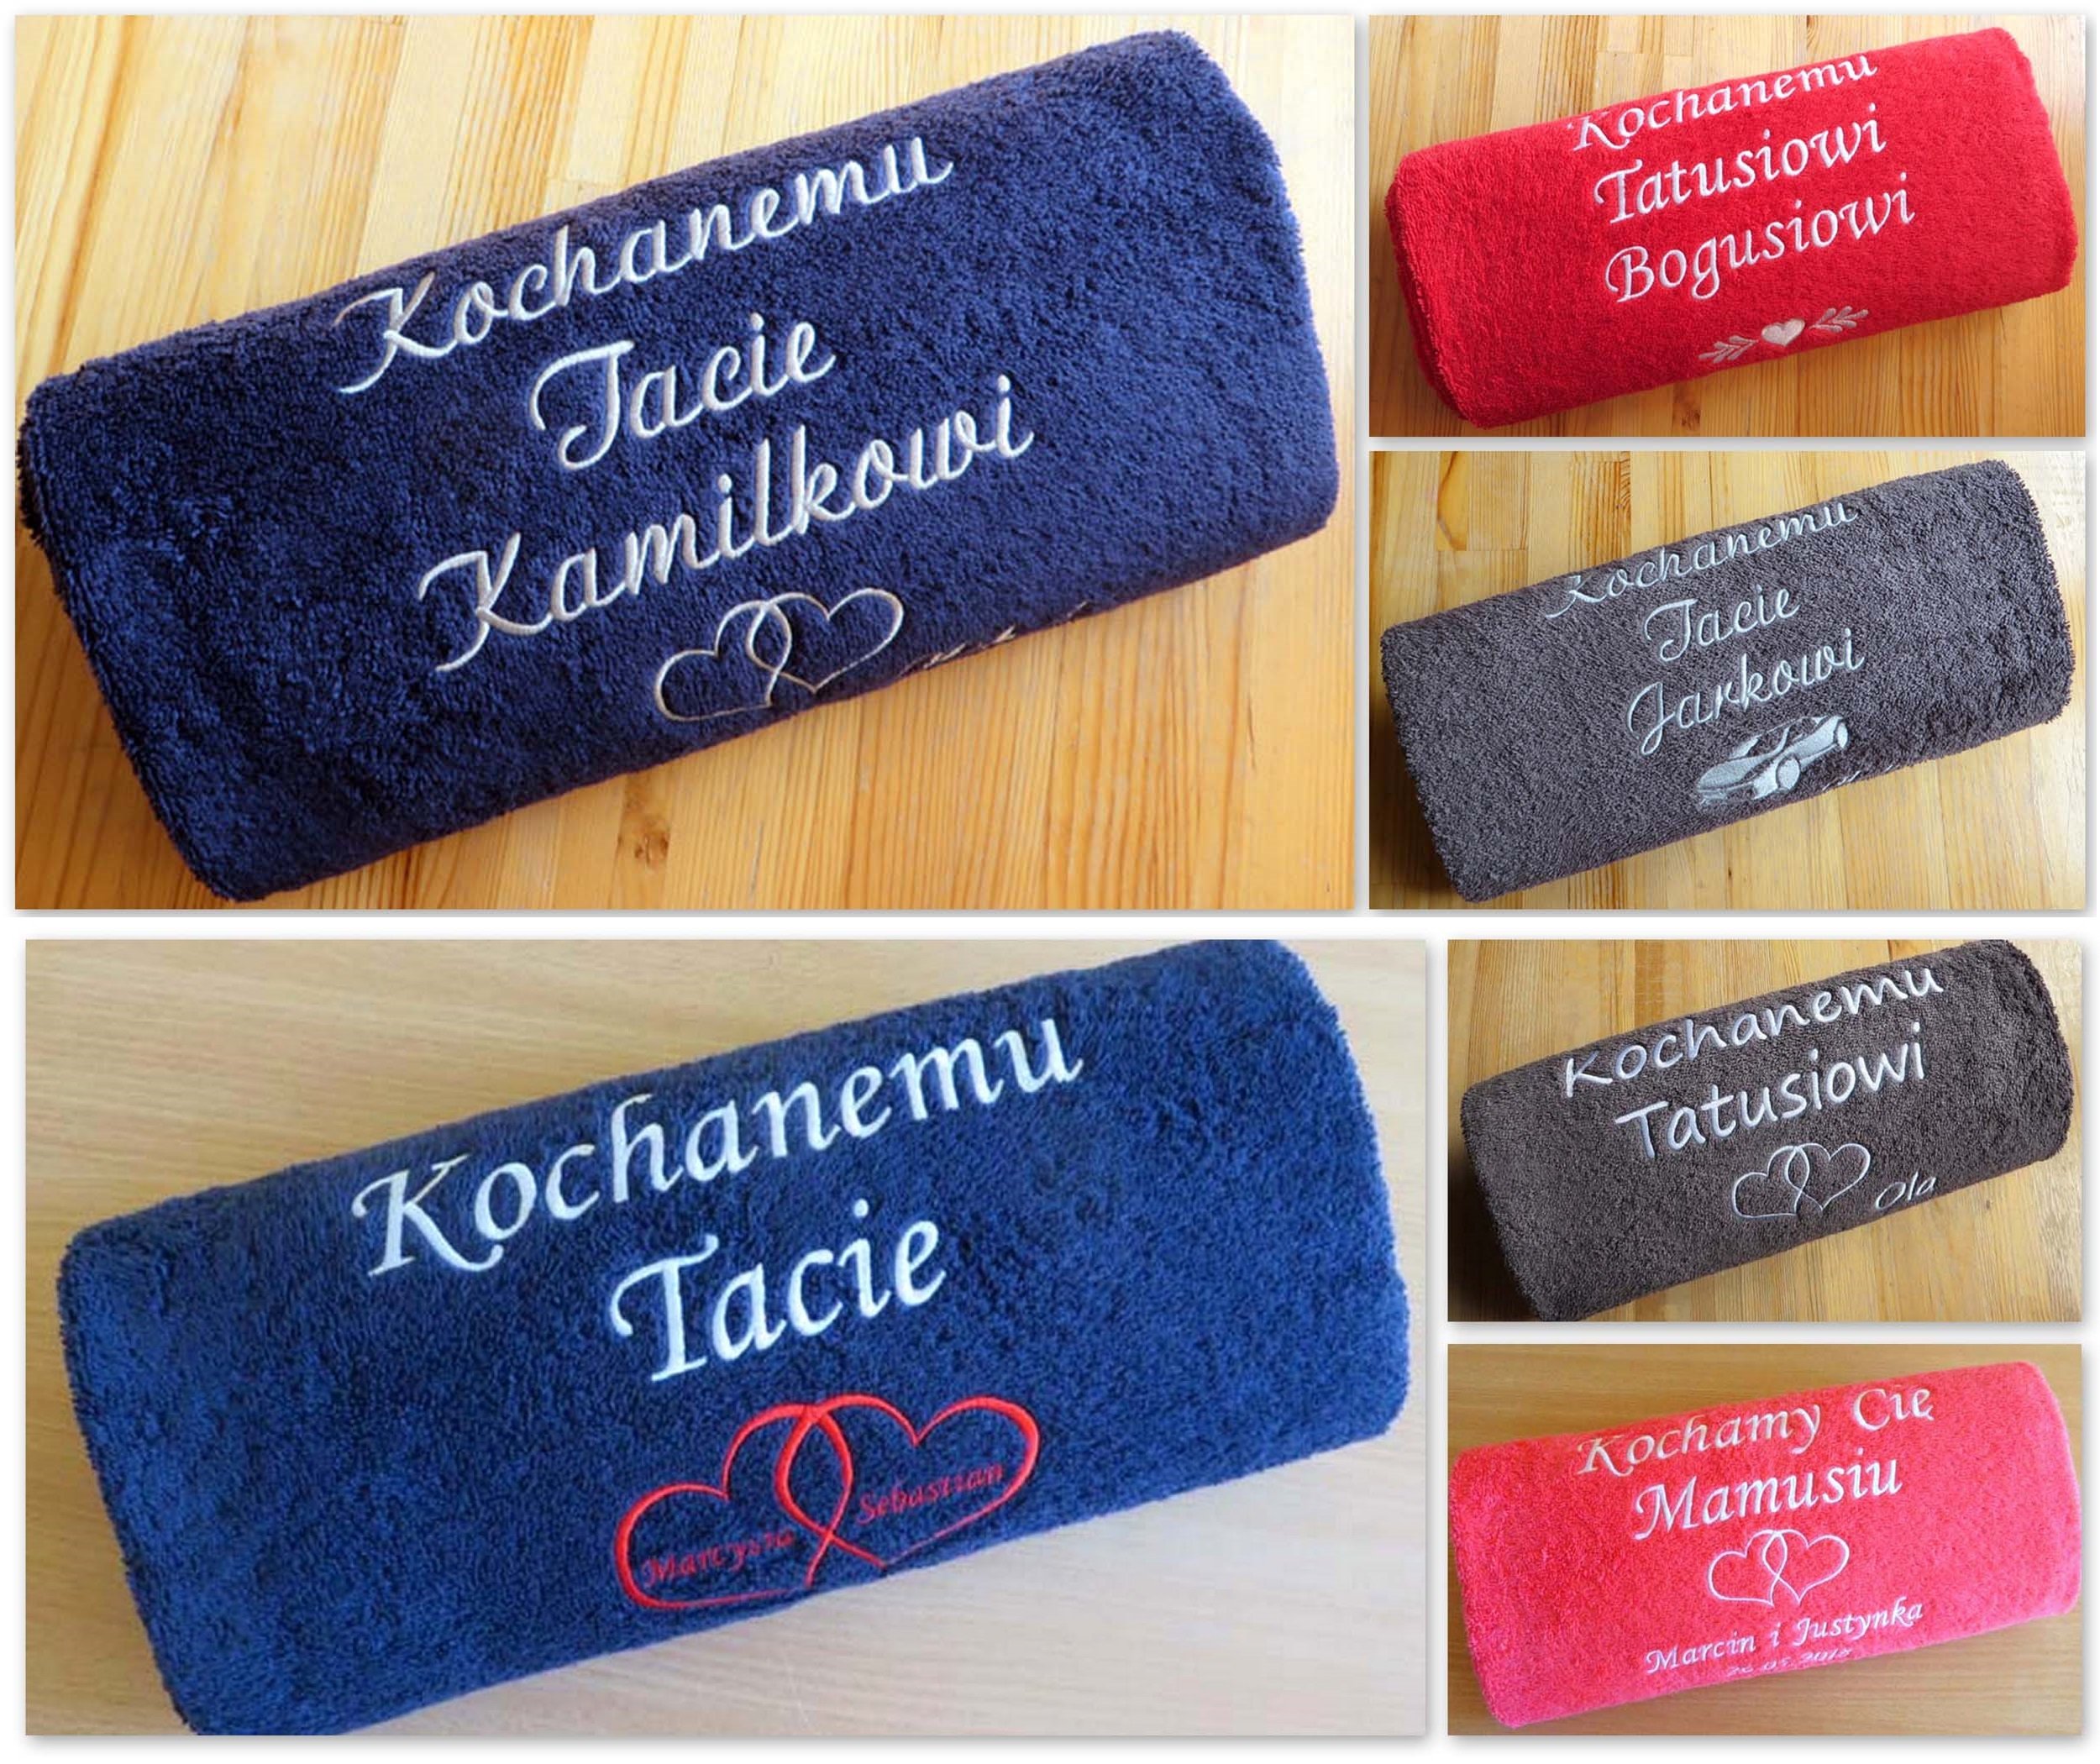 Kochanemu
Tacie
Kamilkowi
Kochanemu
Tatusiowi
Bogusiowi
Kochanemu
Tacie
Jarkowi
Kochanemu
Tacie
Sebastian
Kochanemu
Tatusiowi
Ola
Kochamy Cię
Mamusiu
Marcin i Justynka